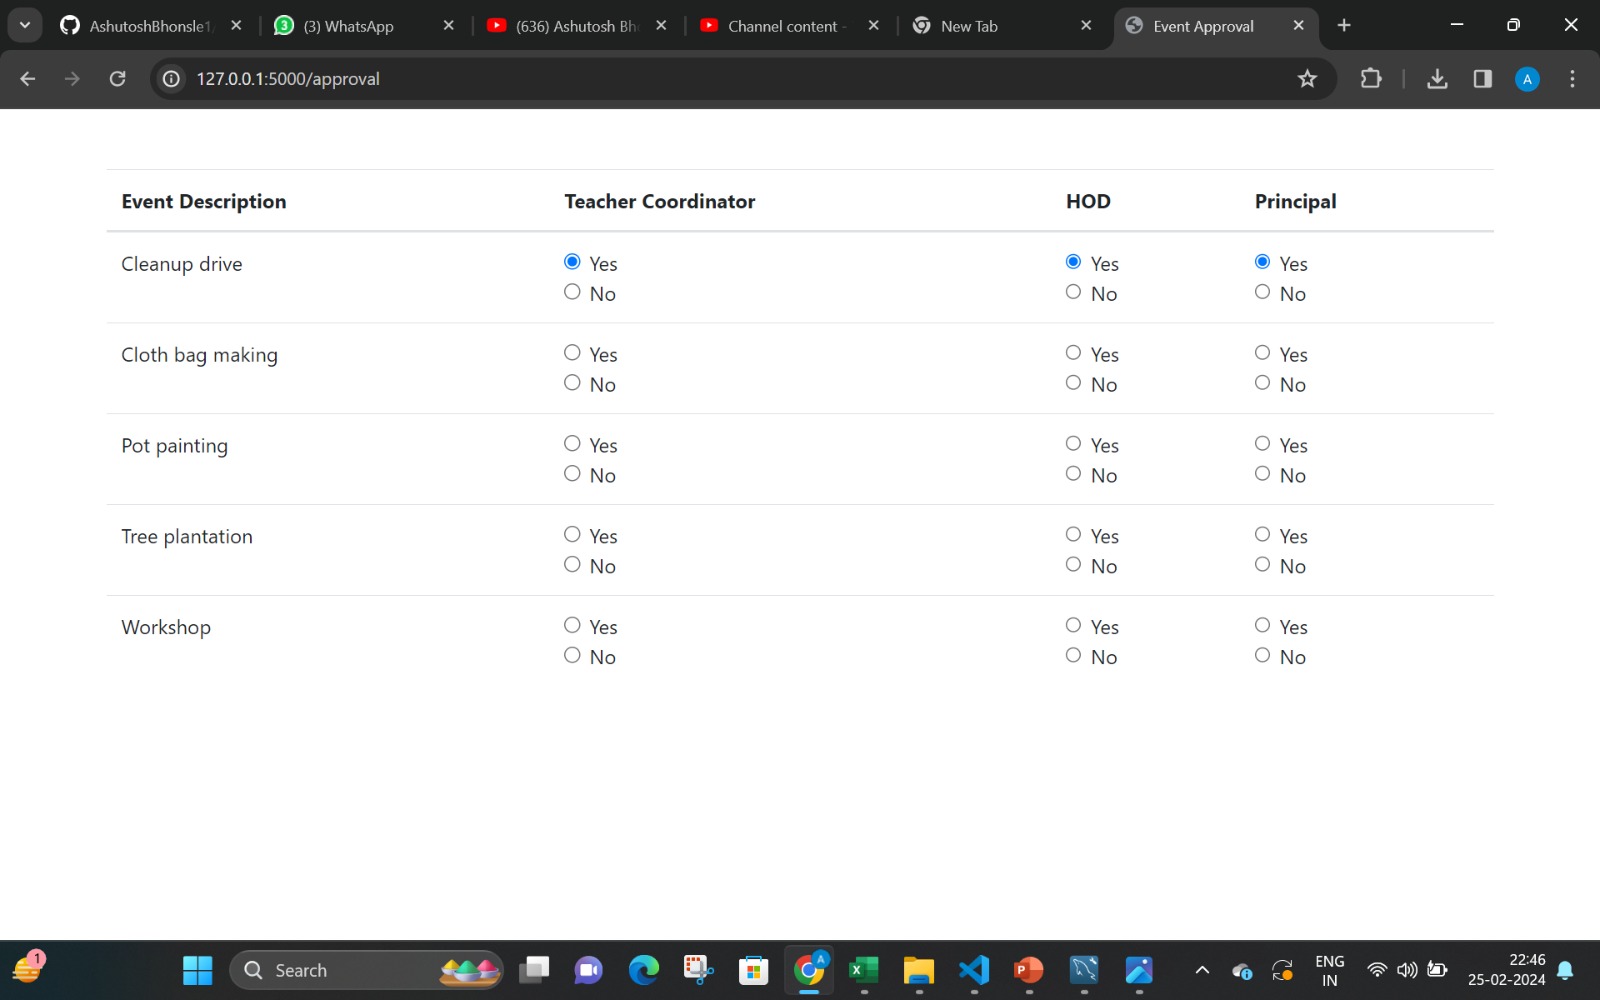 AshutoshBhonsle1/
3
(3) WhatsApp
(636) Ashutosh Bh
Channel content -
New Tab
Event Approval
127.0.0.1:5000/approval
A
Event Description Teacher Coordinator HOD Principal
Cleanup drive Yes Yes Yes
No No No
Cloth bag making Yes Yes Yes
No No No
Pot painting Yes Yes Yes
No No No
Tree plantation Yes Yes Yes
No No No
Workshop Yes Yes Yes
No No No
1
Search
A
ENG
IN
22:46
25-02-2024